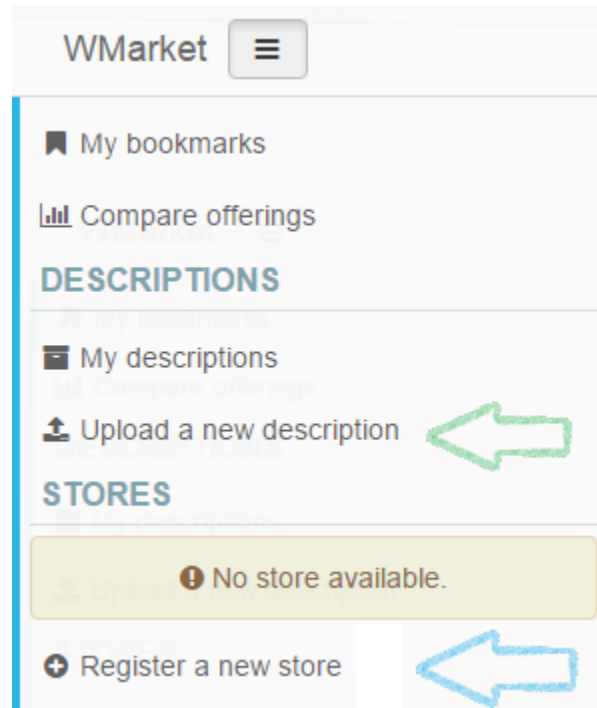 WMarket
My bookmarks
Compare offerings
DESCRIPTIONS
My descriptions
Upload a new description
STORES
No store available.
Register a new store